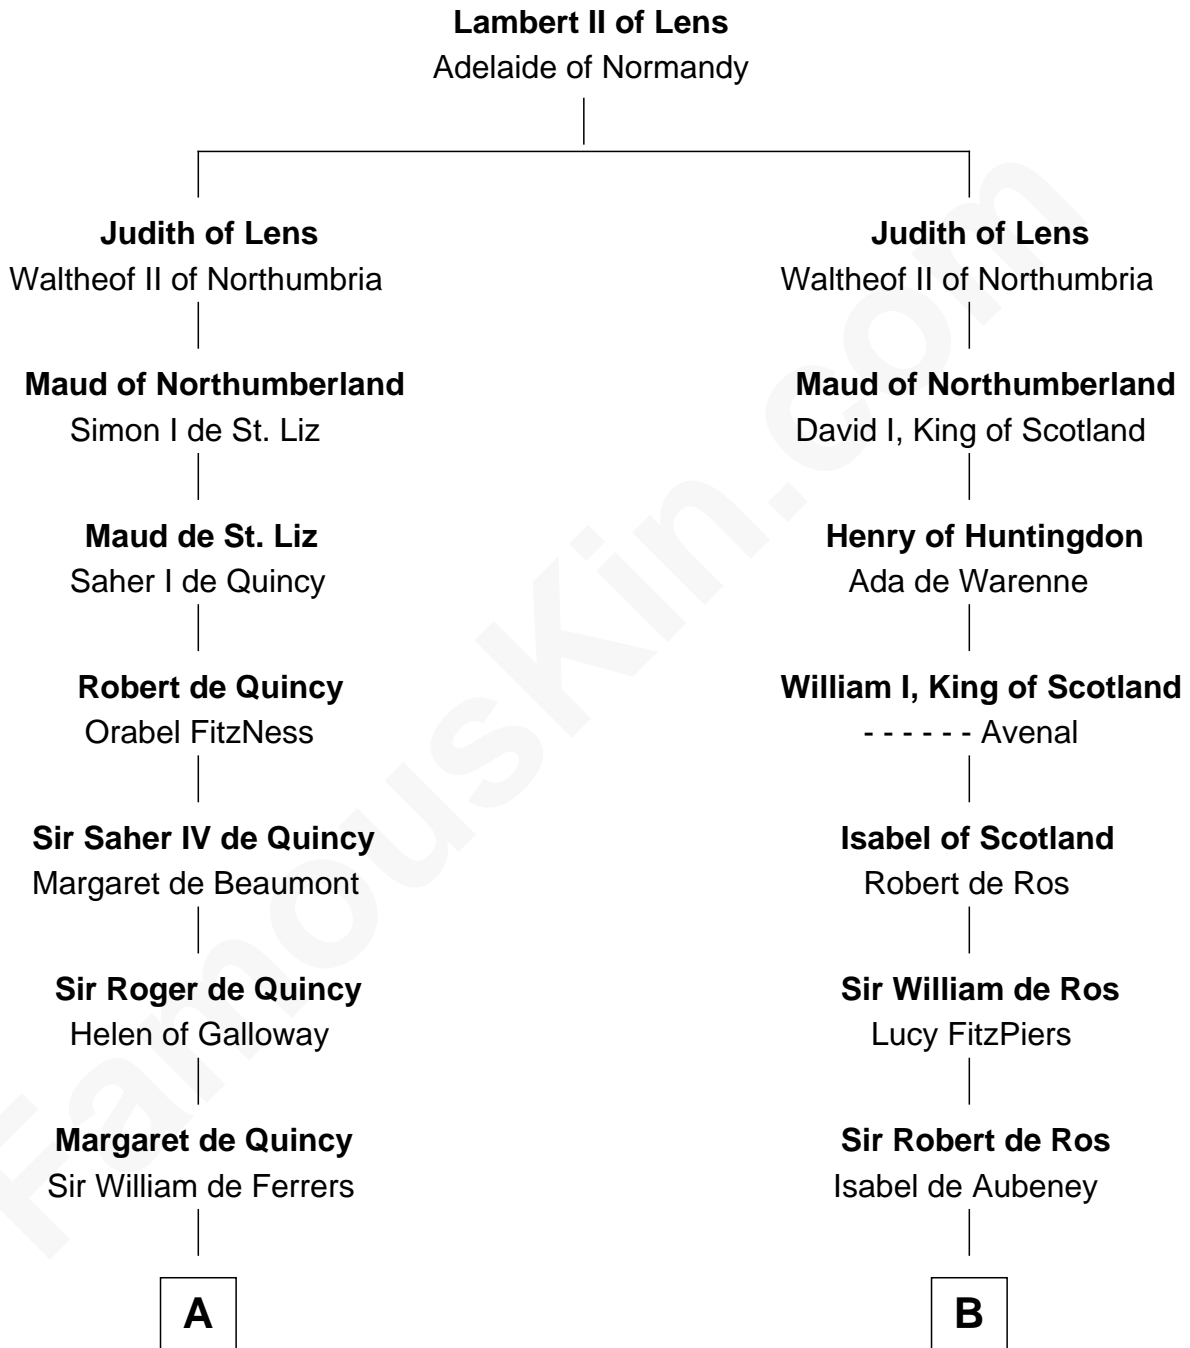 Lambert II of Lens
Adelaide of Normandy
Judith of Lens
Waltheof II of Northumbria
Maud of Northumberland
Simon I de St. Liz
Maud de St. Liz
Saher I de Quincy
Robert de Quincy
Orabel FitzNess
Sir Saher IV de Quincy
Margaret de Beaumont
Sir Roger de Quincy
Helen of Galloway
Margaret de Quincy
Sir William de Ferrers
A
Judith of Lens
Waltheof II of Northumbria
Maud of Northumberland
David I, King of Scotland
Henry of Huntingdon
Ada de Warenne
William I, King of Scotland
- - - - - - Avenal
Isabel of Scotland
Robert de Ros
Sir William de Ros
Lucy FitzPiers
Sir Robert de Ros
Isabel de Aubeney
B
FamousKin.com